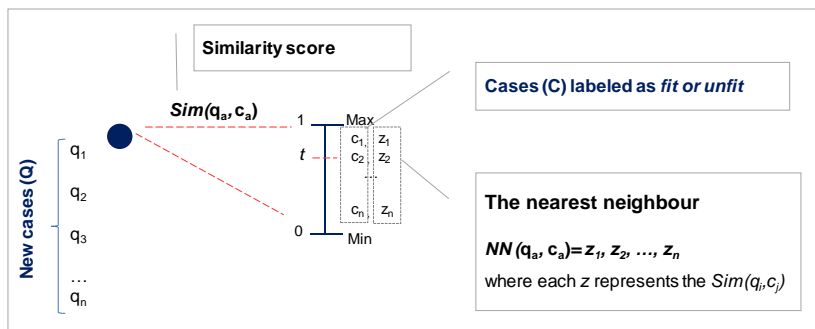 Similarity score
Cases (C) labeled as fit or unfit
Sim(qa, ca)
1 Max
New cases (Q)
q1
q2
q3
…
qn
t
c1, z1
c2, z2
…
cn, zn
0 Min
The nearest neighbour
NN (qa, ca)= z1, z2, …, zn
where each z represents the Sim(qi,cj)